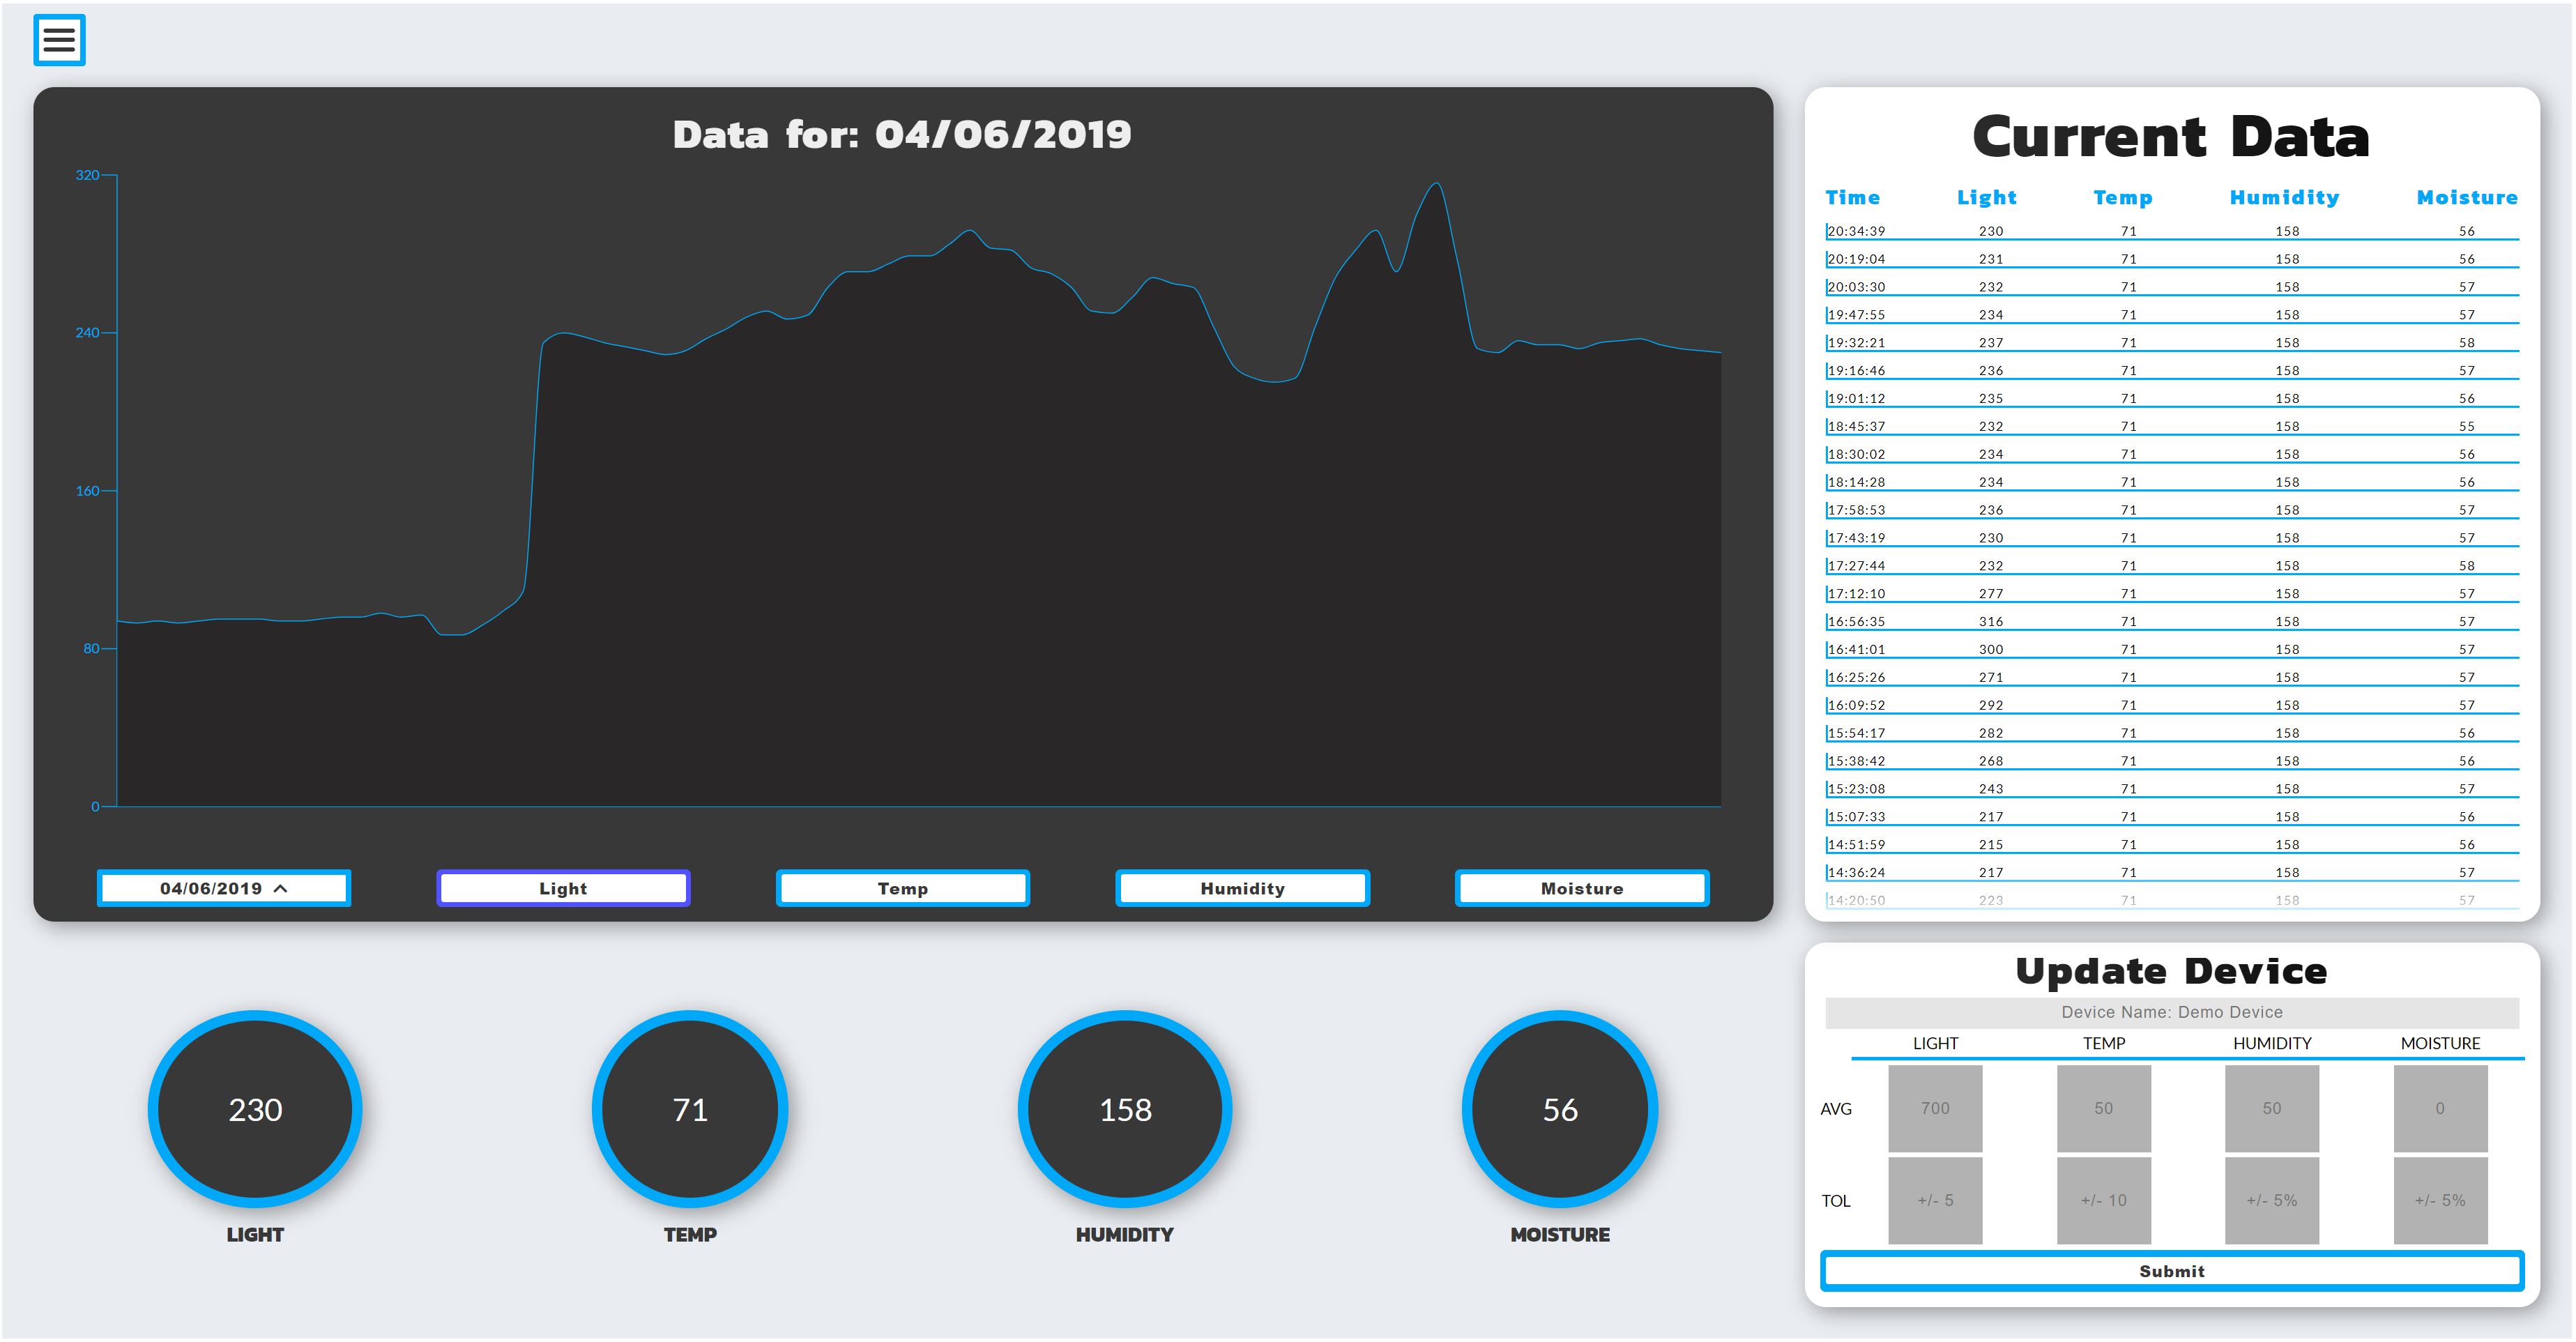 Data for: 04/06/2019
320
240
160
80
0
04/06/2019
Light
Temp
Humidity
Moisture
Current Data
Time Light Temp Humidity Moisture
20:34:39 230 71 158 56
20:19:04 231 71 158 56
20:03:30 232 71 158 57
19:47:55 234 71 158 57
19:32:21 237 71 158 58
19:16:46 236 71 158 57
19:01:12 235 71 158 56
18:45:37 232 71 158 55
18:30:02 234 71 158 56
18:14:28 234 71 158 56
17:58:53 236 71 158 57
17:43:19 230 71 158 57
17:27:44 232 71 158 58
17:12:10 277 71 158 57
16:56:35 316 71 158 57
16:41:01 300 71 158 57
16:25:26 271 71 158 57
16:09:52 292 71 158 57
15:54:17 282 71 158 56
15:38:42 268 71 158 56
15:23:08 243 71 158 57
15:07:33 217 71 158 56
14:51:59 215 71 158 56
14:36:24 217 71 158 57
14:20:50 223 71 158 57
230
LIGHT
71
TEMP
158
HUMIDITY
56
MOISTURE
Update Device
Device Name: Demo Device
LIGHT TEMP HUMIDITY MOISTURE
AVG 700 50 50 0
TOL +/- 5 +/- 10 +/- 5% +/- 5%
Submit